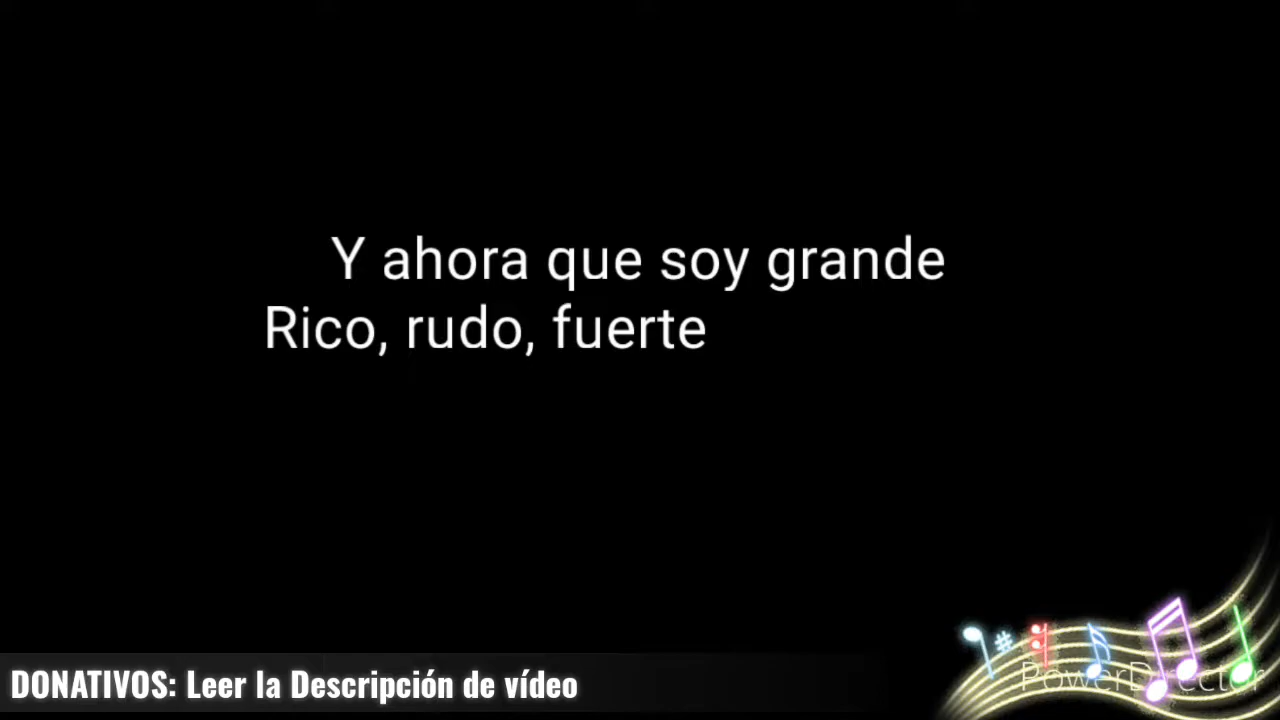 Y ahora que soy grande
Rico, rudo, fuerte
DONATIVOS: Leer la Descripción de vídeo
PowerDirector